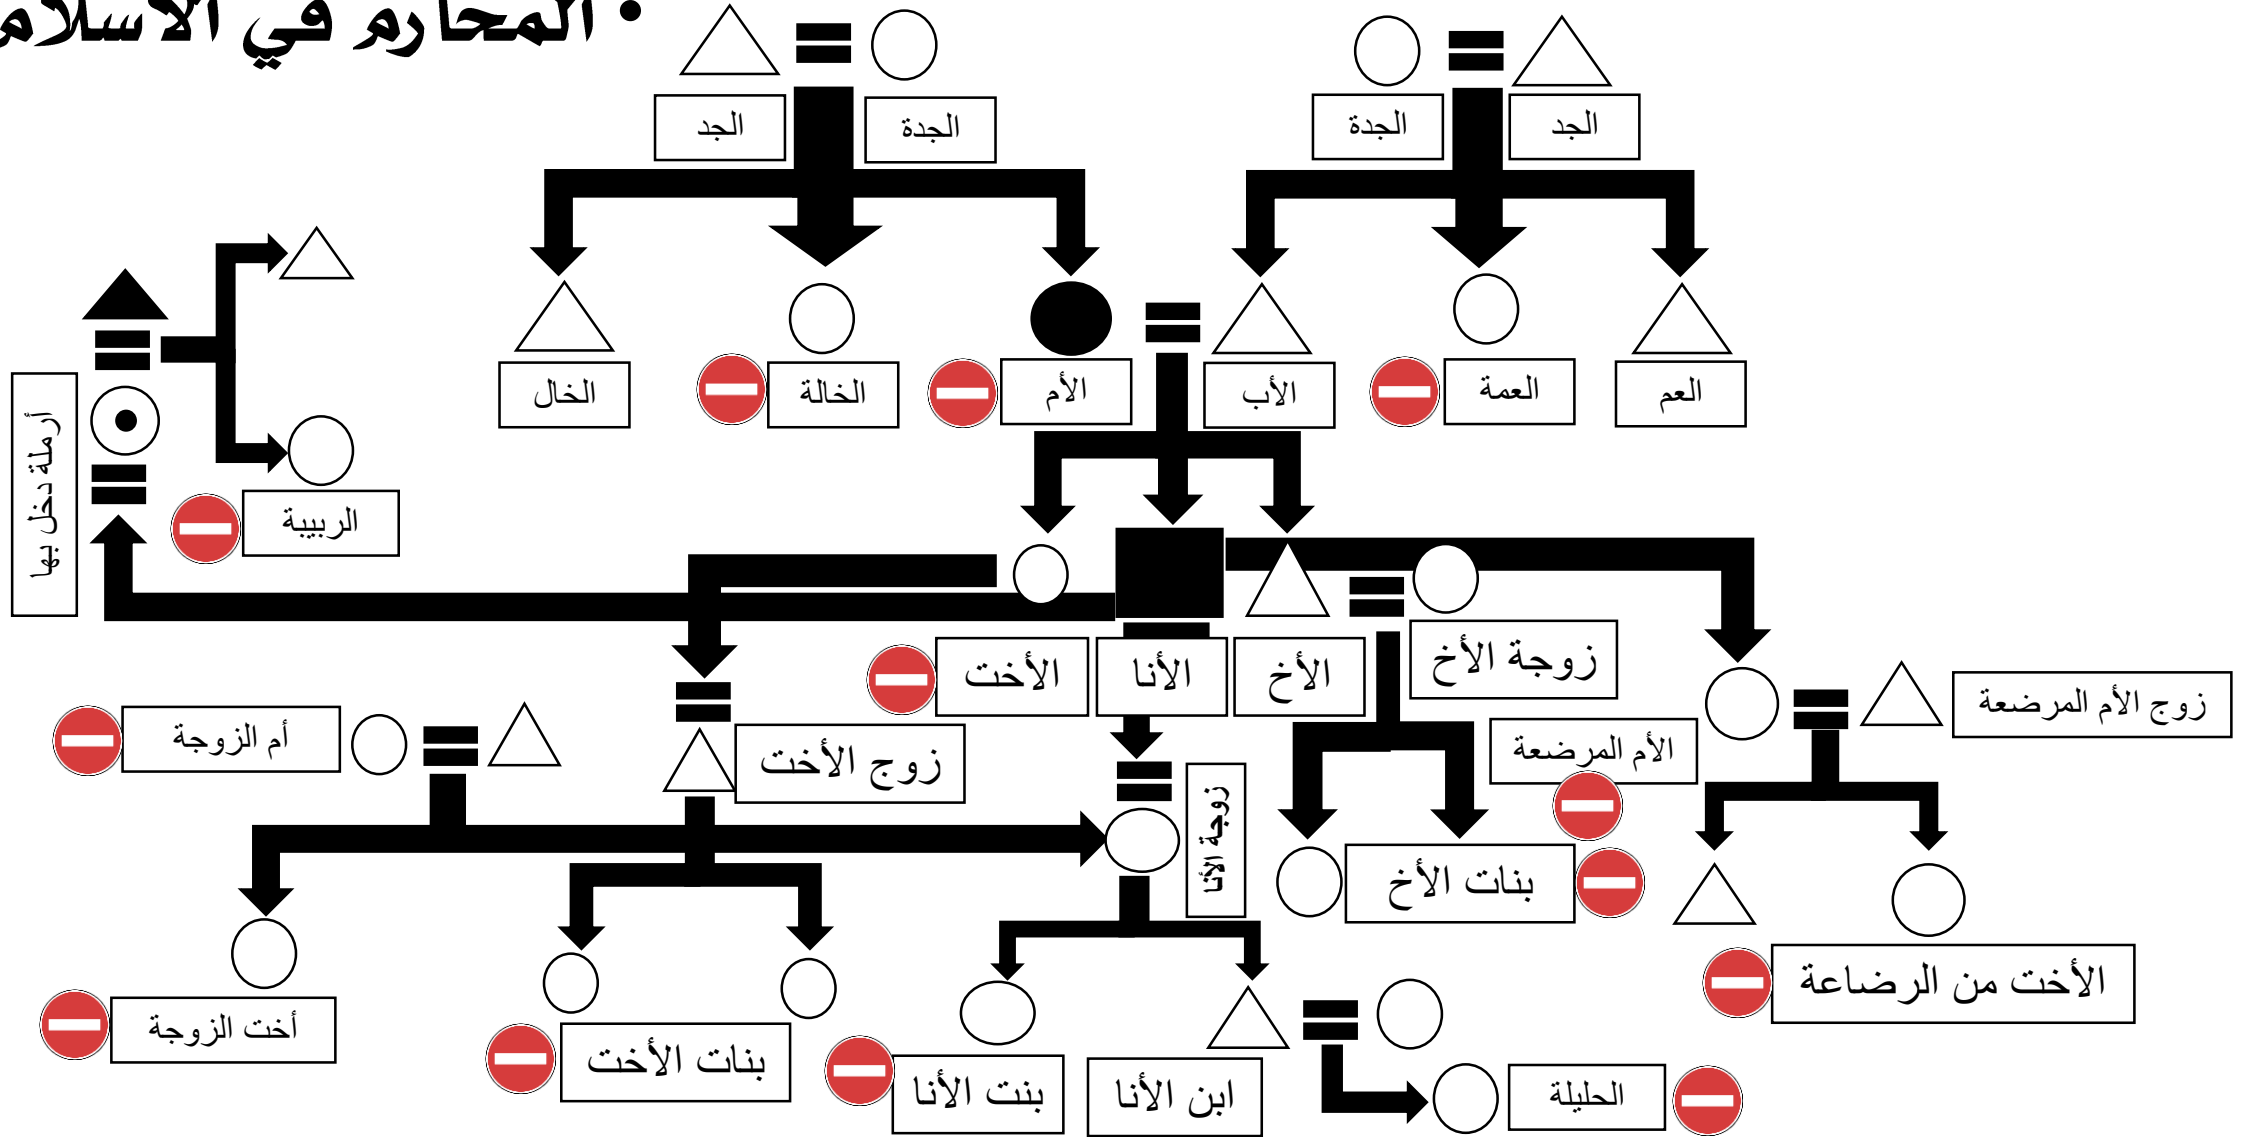 • المحارم في الاسلام
الجد
الجدة
الجدة
الجد
العم
العمة
الأب
الأم
الخالة
الخال
أرملة دخل بها
الربيبة
زوجة الأخ
الأخ
الأنا
الأخت
زوج الأم المرضعة
الأم المرضعة
زوج الأخت
أم الزوجة
زوجة الأنا
بنات الأخ
الأخت من الرضاعة
أخت الزوجة
بنات الأخت
بنت الأنا
ابن الأنا
الحليلة